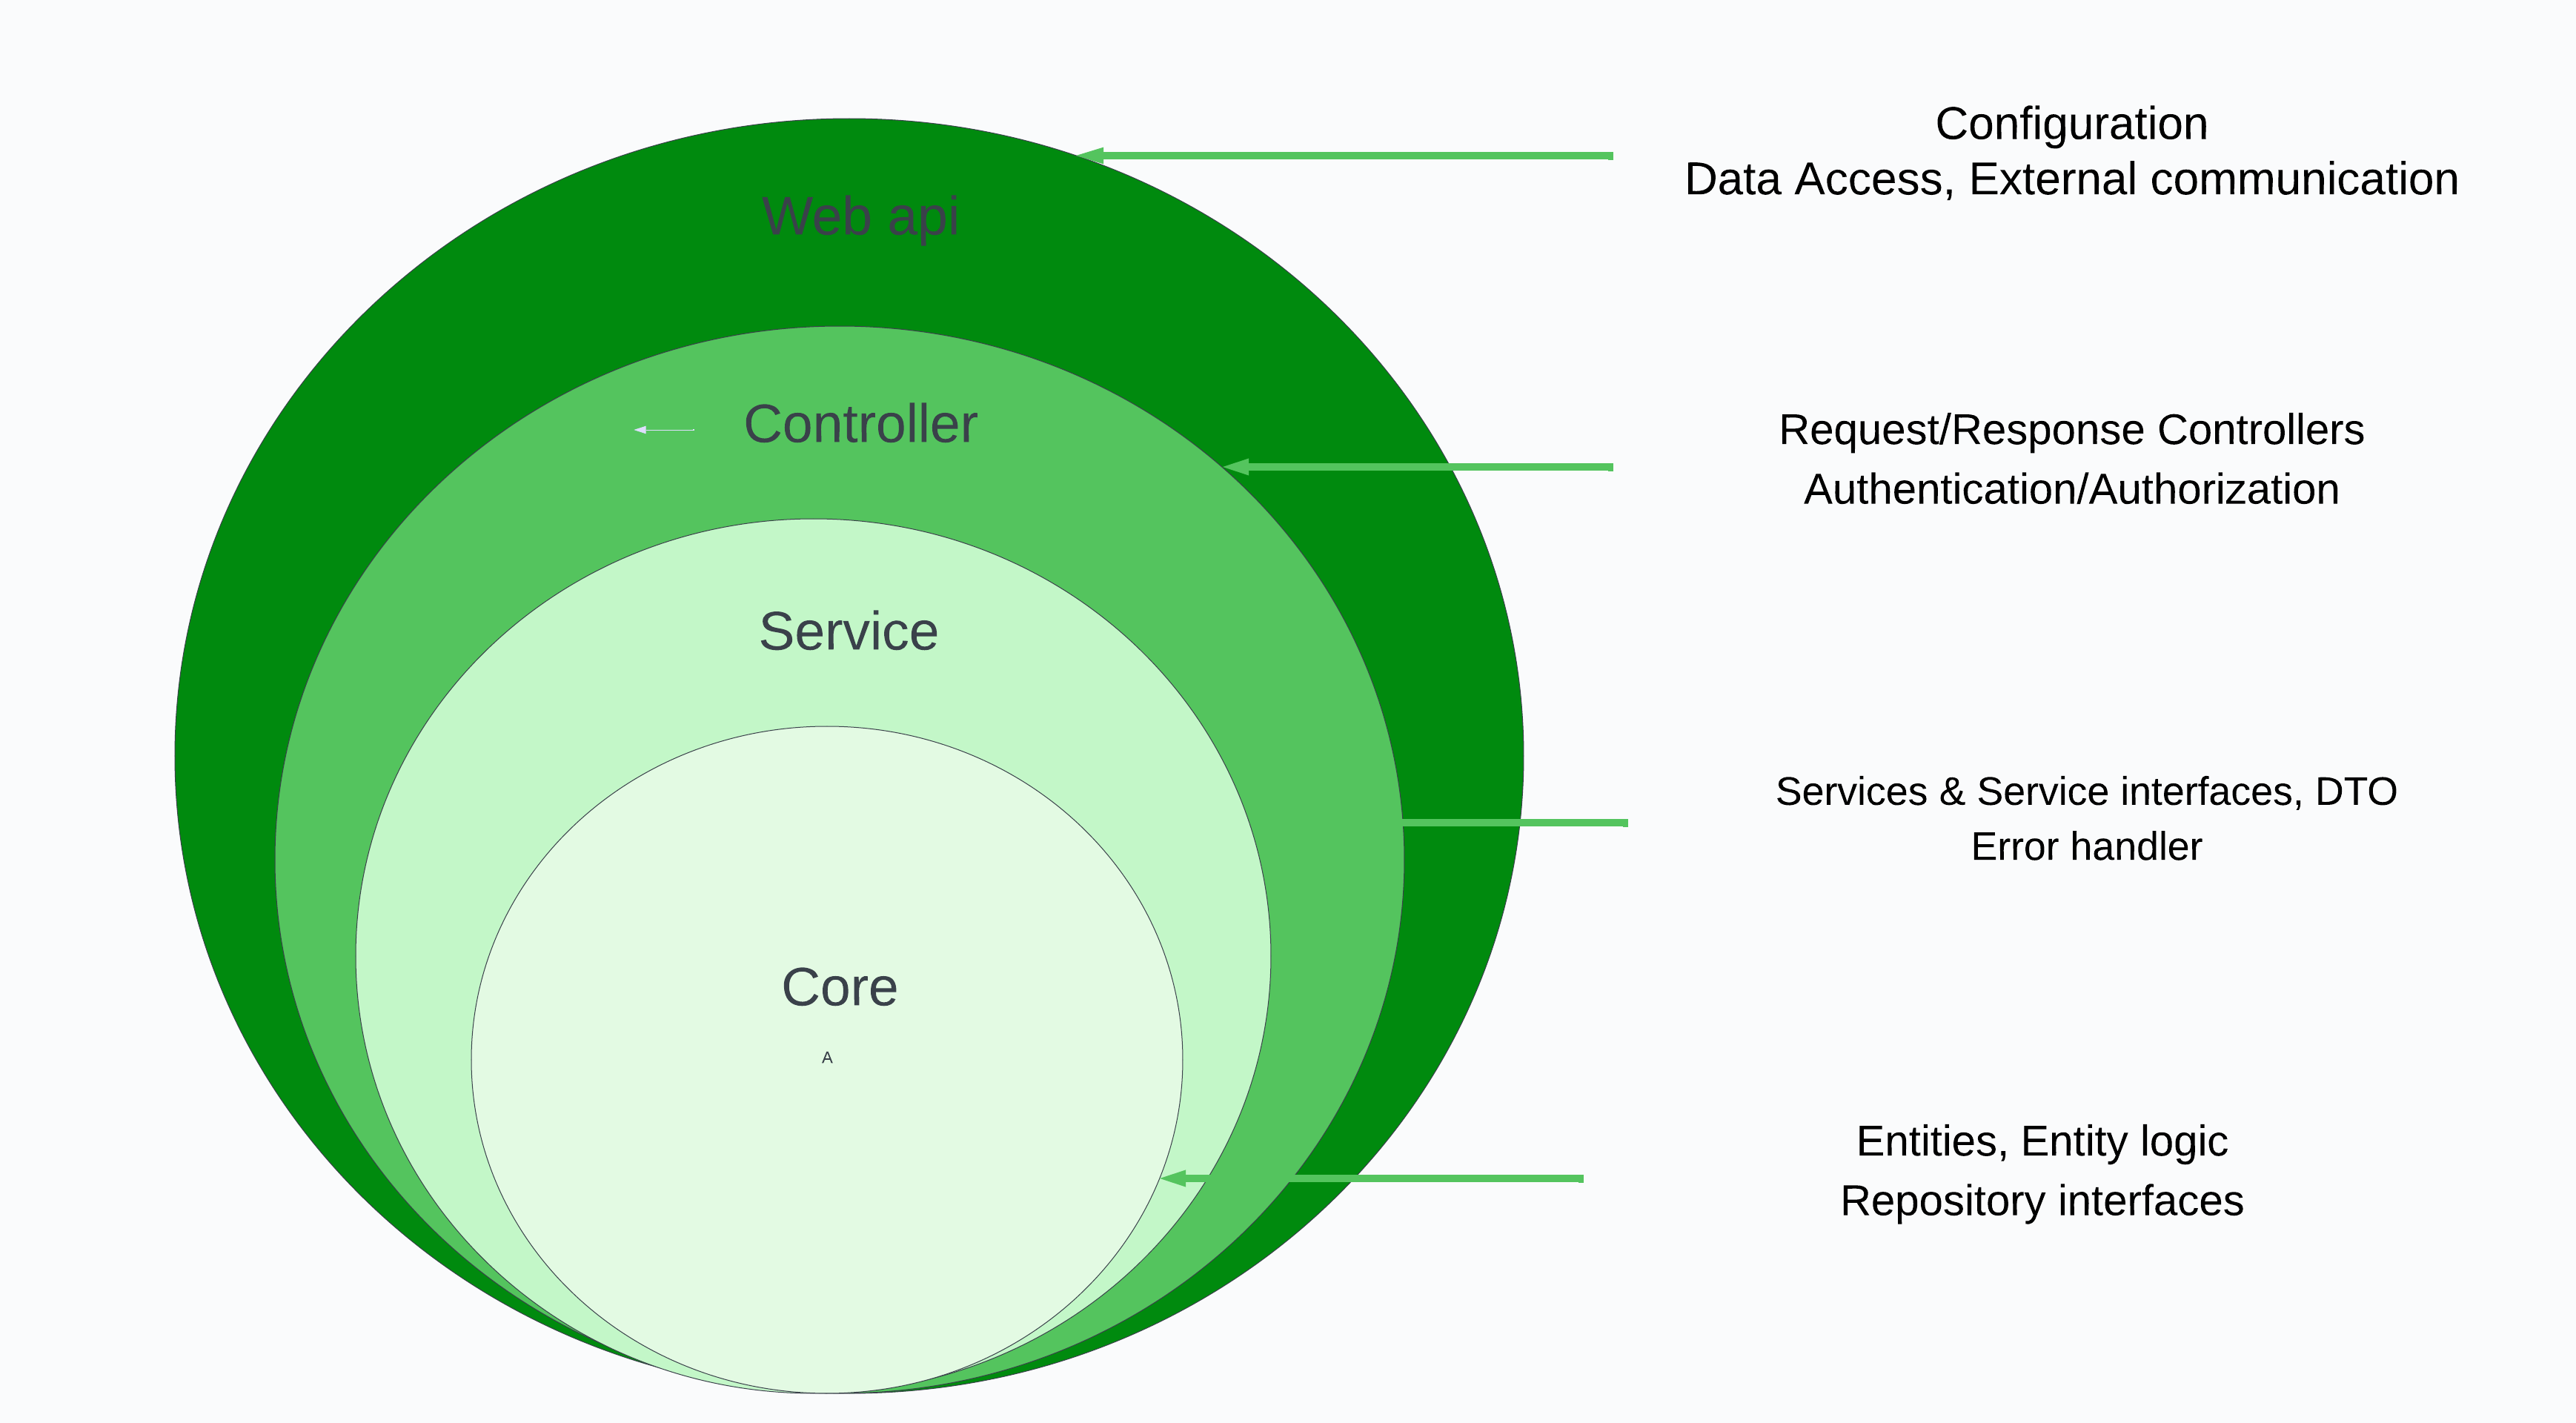 Configuration
Data Access, External communication
Web api
Controller
Request/Response Controllers
Authentication/Authorization
Service
Services & Service interfaces, DTO
Error handler
Core
A
Entities, Entity logic
Repository interfaces